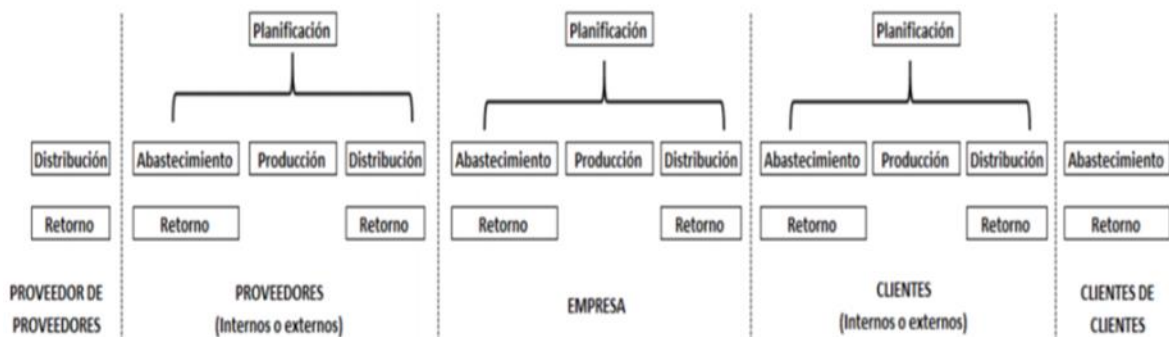 Planificación
Planificación
Planificación
Distribución
Abastecimiento
Producción
Distribución
Abastecimiento
Producción
Distribución
Abastecimiento
Producción
Distribución
Abastecimiento
Retorno
Retorno
Retorno
Retorno
Retorno
Retorno
Retorno
Retorno
PROVEEDOR DE
PROVEEDORES
PROVEEDORES
(Internos o externos)
EMPRESA
CLIENTES
(Internos o externos)
CLIENTES DE
CLIENTES